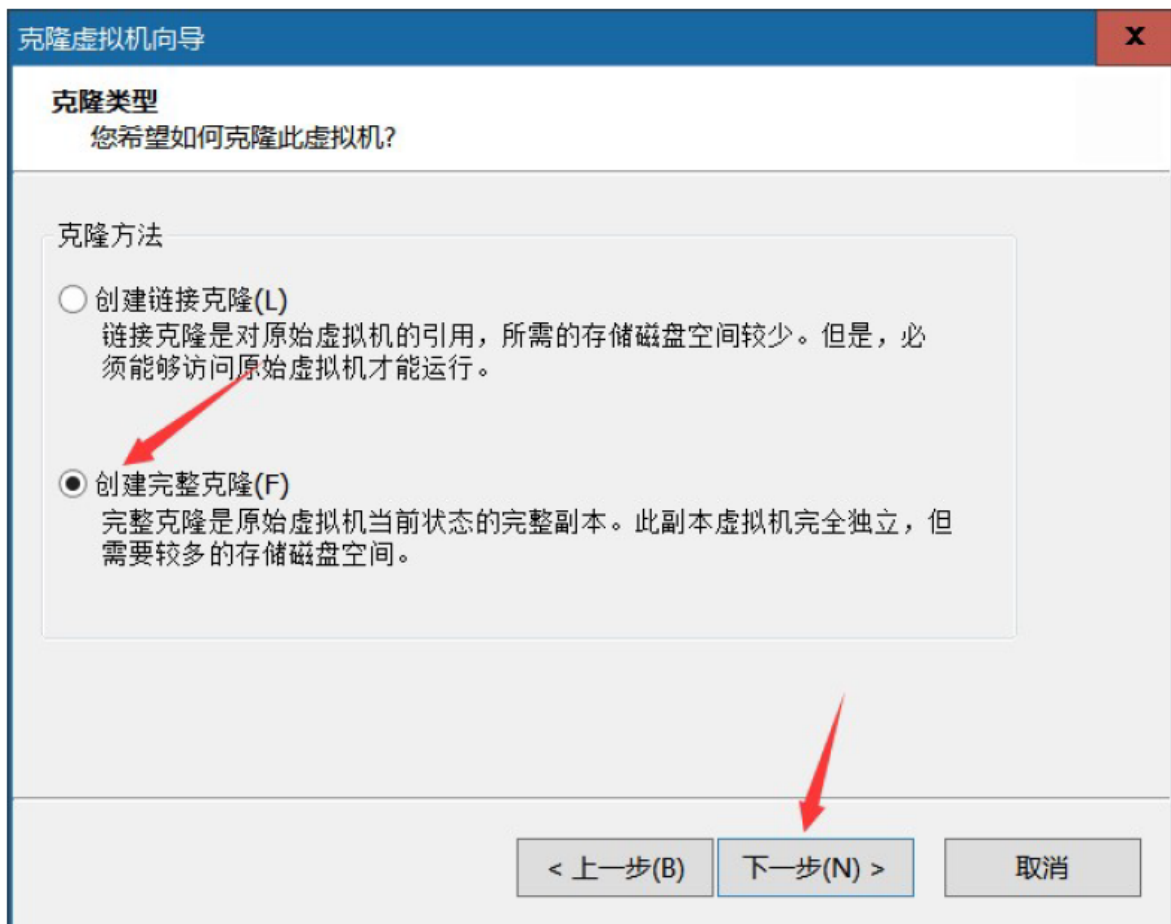 克隆虚拟机向导
X
克隆类型
您希望如何克隆此虚拟机?
克隆方法
创建链接克隆(L)
链接克隆是对原始虚拟机的引用，所需的存储磁盘空间较少。但是，必
须能够访问原始虚拟机才能运行。
创建完整克隆(F)
完整克隆是原始虚拟机当前状态的完整副本。此副本虚拟机完全独立，但
需要较多的存储磁盘空间。
< 上一步(B)
下一步(N) >
取消